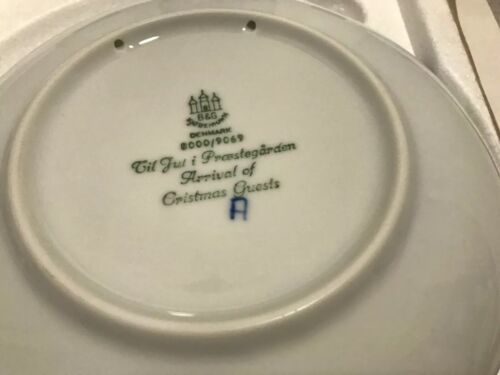 B&G
DENMARK
8000/9069
Til Jul i Præstegården
Arrival of
Cristmas Guests
A